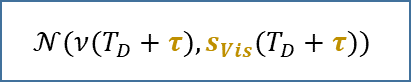 𝒩(ν(T_D + τ), s_Vis(T_D + τ))